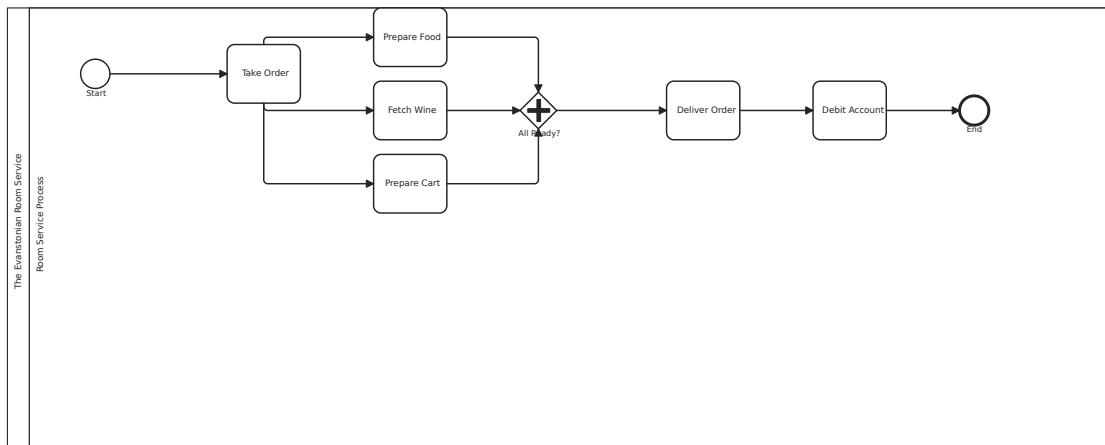 The Evanstonian Room Service
Room Service Process
Start
Take Order
Prepare Food
Fetch Wine
Prepare Cart
All Ready?
Deliver Order
Debit Account
End